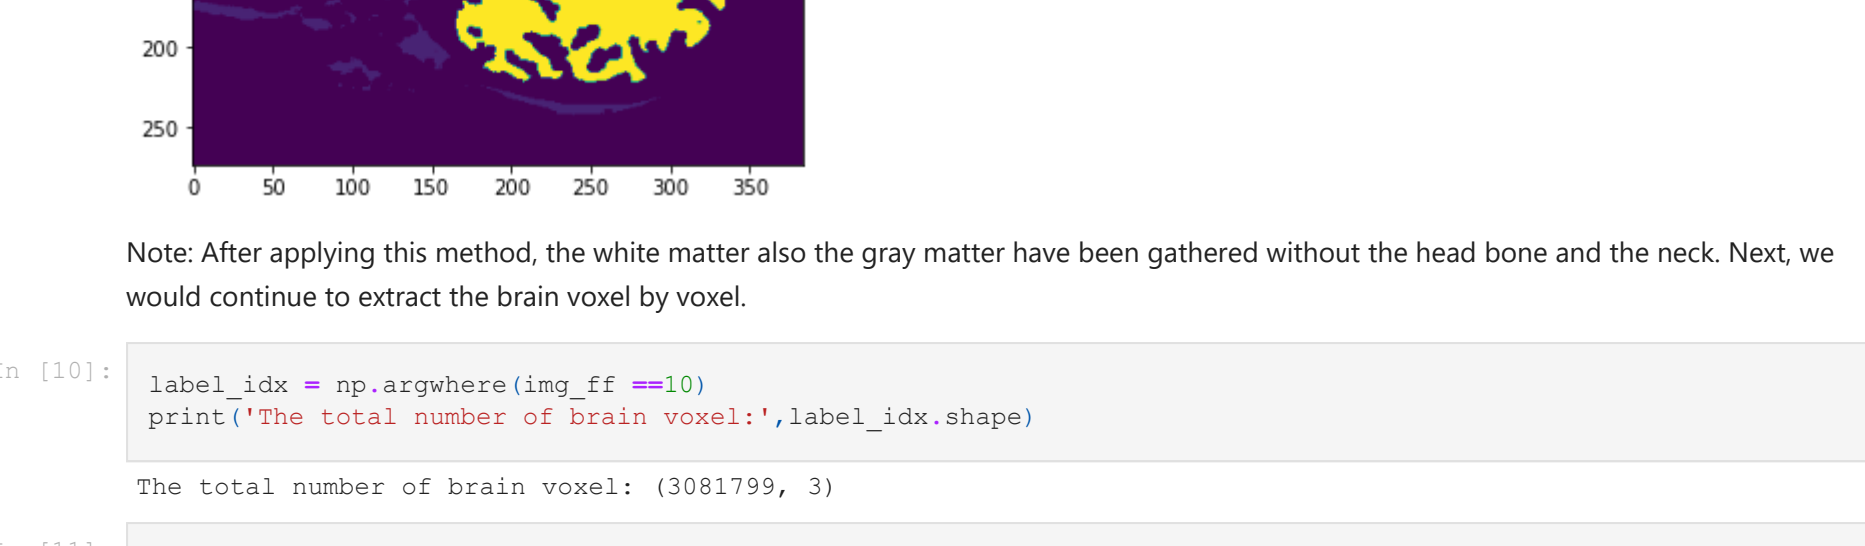 200
250
0 50 100 150 200 250 300 350
Note: After applying this method, the white matter also the gray matter have been gathered without the head bone and the neck. Next, we
would continue to extract the brain voxel by voxel.
n [10]:
label_idx = np.argwhere(img_ff ==10)
print('The total number of brain voxel:',label_idx.shape)
The total number of brain voxel: (3081799, 3)